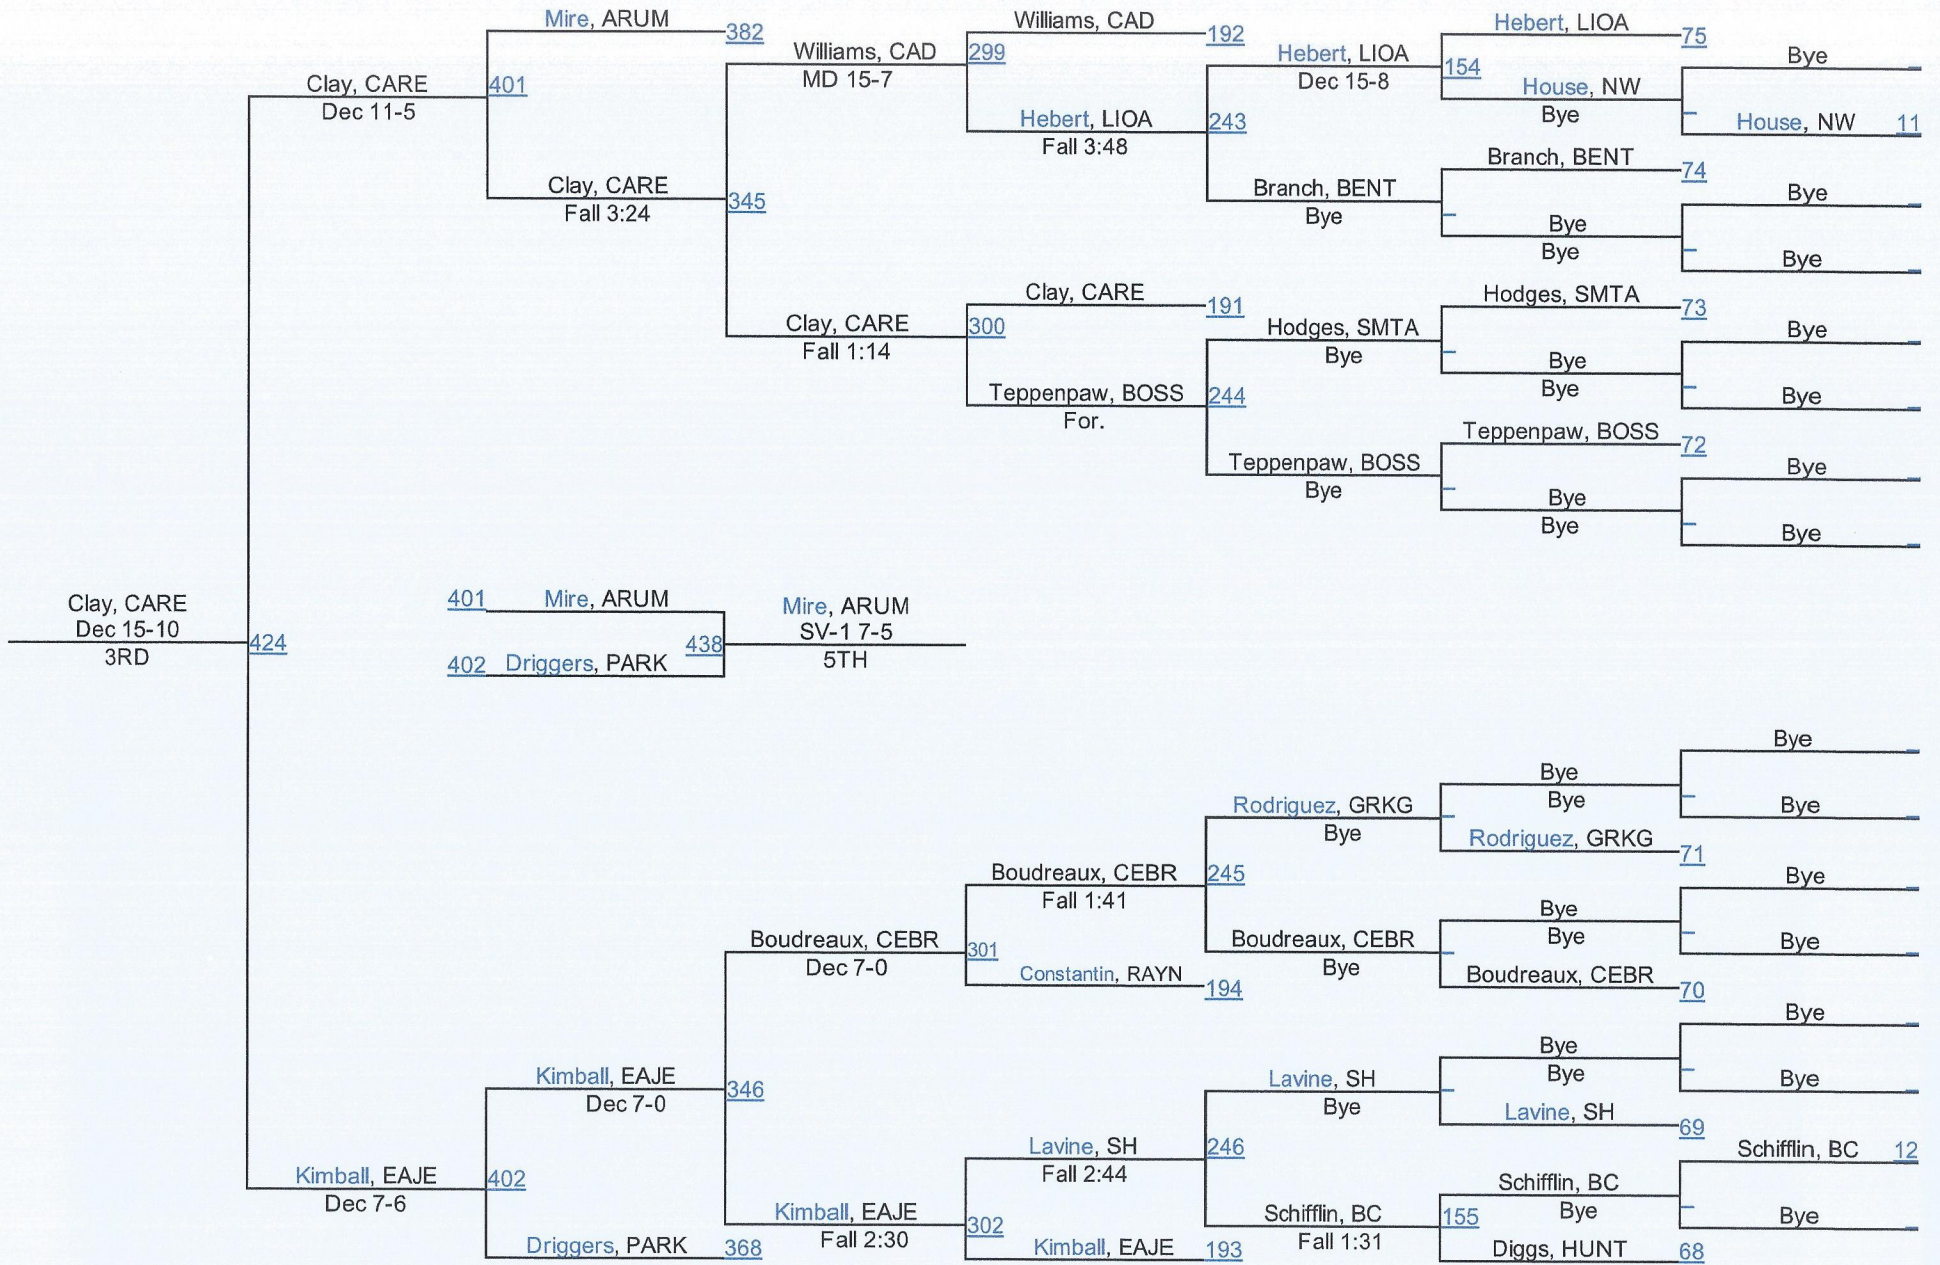 Mire, ARUM 382
Williams, CAD 192
Hebert, LIOA 75
Williams, CAD 299
MD 15-7
Hebert, LIOA 154
Dec 15-8
Bye
Clay, CARE 401
Dec 11-5
House, NW
Bye
House, NW 11
Hebert, LIOA 243
Fall 3:48
Branch, BENT 74
Clay, CARE 345
Fall 3:24
Branch, BENT
Bye
Bye
Bye
Bye
Bye
Clay, CARE 191
Hodges, SMTA 73
Clay, CARE 300
Fall 1:14
Hodges, SMTA
Bye
Bye
Bye
Bye
Bye
Teppenpaw, BOSS 244
For.
Teppenpaw, BOSS 72
Teppenpaw, BOSS
Bye
Bye
Bye
Bye
Bye
Clay, CARE
Dec 15-10
3RD
424
401 Mire, ARUM
438
402 Driggers, PARK
Mire, ARUM
SV-1 7-5
5TH
Bye
Bye
Bye
Bye
Rodriguez, GRKG
Bye
Rodriguez, GRKG 71
Boudreaux, CEBR 245
Fall 1:41
Bye
Bye
Bye
Bye
Boudreaux, CEBR 301
Dec 7-0
Boudreaux, CEBR
Bye
Constantin, RAYN 194
Boudreaux, CEBR 70
Bye
Bye
Bye
Bye
Kimball, EAJE 346
Dec 7-0
Lavine, SH
Bye
Lavine, SH 69
Lavine, SH 246
Fall 2:44
Schifflin, BC 12
Kimball, EAJE 402
Dec 7-6
Schifflin, BC
Bye
Bye
Kimball, EAJE 302
Fall 2:30
Schifflin, BC 155
Fall 1:31
Driggers, PARK 368
Kimball, EAJE 193
Diggs, HUNT 68